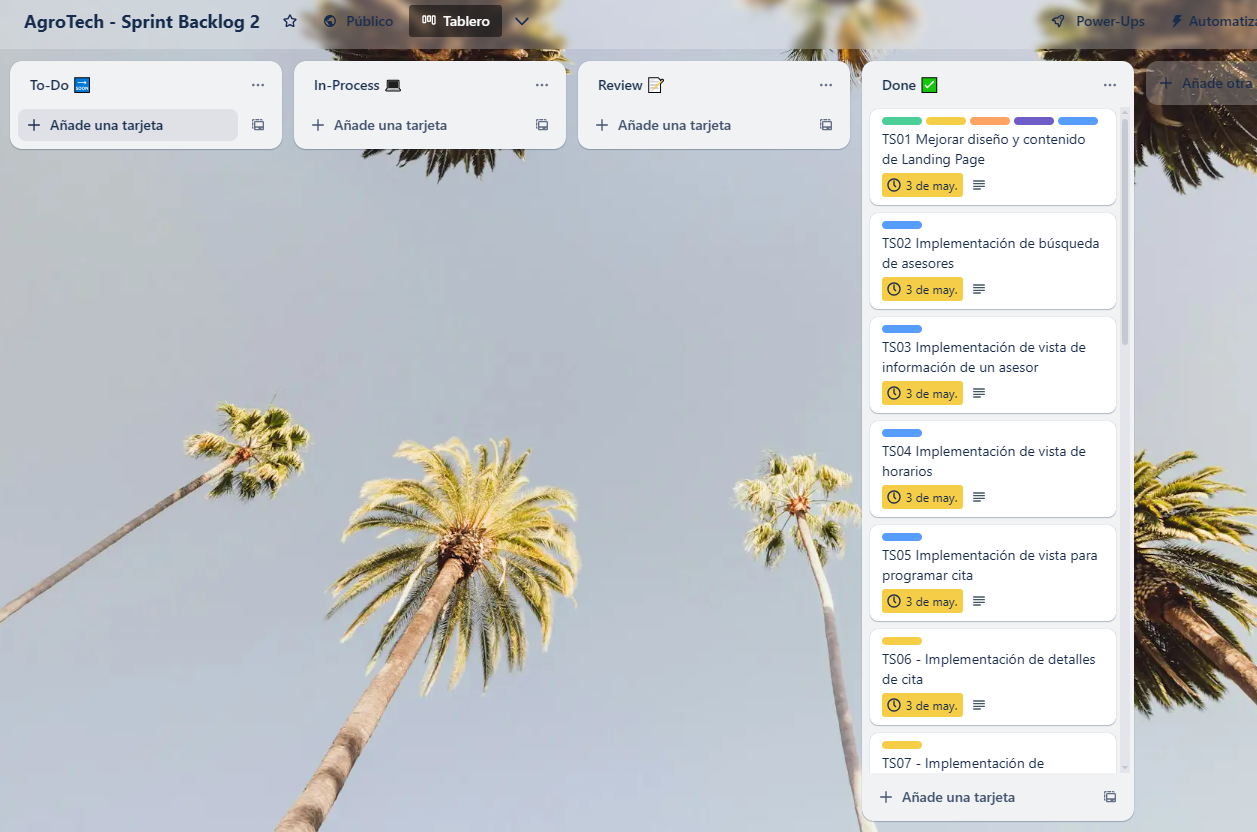 AgroTech - Sprint Backlog 2
Público
Tablero
Power-Ups
Automatiza
To-Do
SOON
Añade una tarjeta
In-Process
Añade una tarjeta
Review
Añade una tarjeta
Done
Añade otra
TS01 Mejorar diseño y contenido
de Landing Page
3 de may.
TS02 Implementación de búsqueda
de asesores
3 de may.
TS03 Implementación de vista de
información de un asesor
3 de may.
TS04 Implementación de vista de
horarios
3 de may.
TS05 Implementación de vista para
programar cita
3 de may.
TS06 - Implementación de detalles
de cita
3 de may.
TS07 - Implementación de
Añade una tarjeta